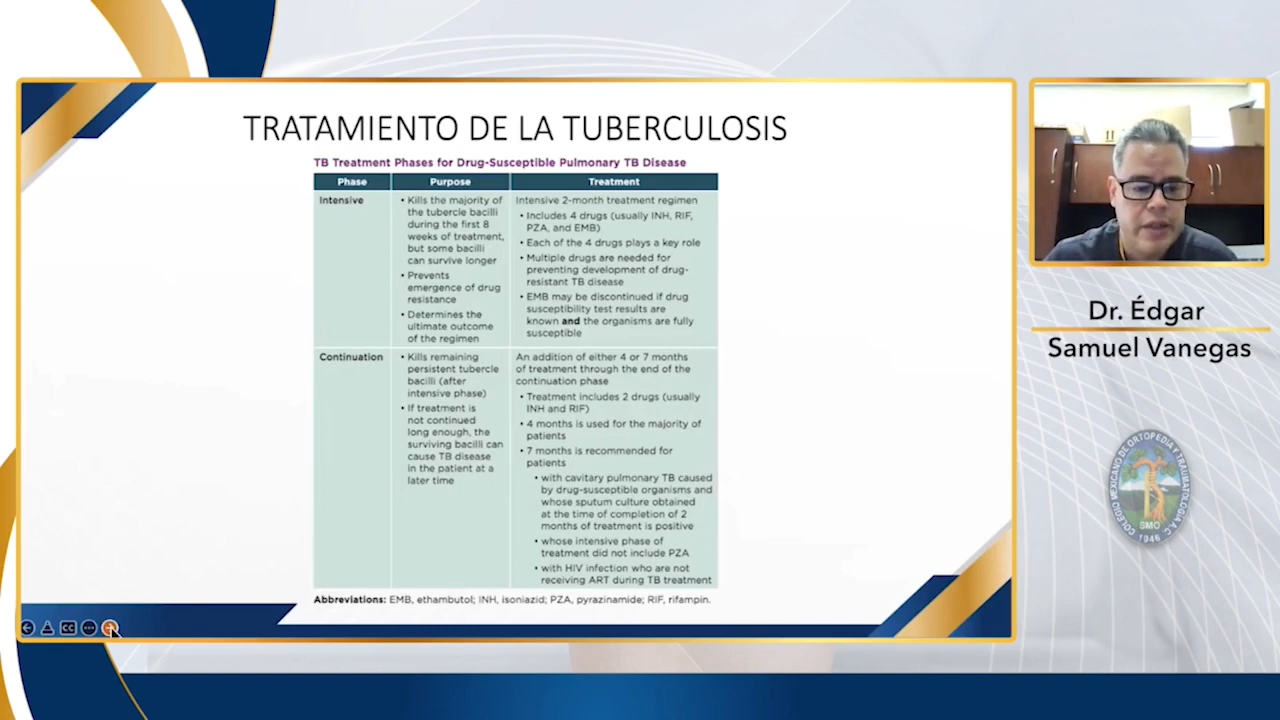 TRATAMIENTO DE LA TUBERCULOSIS
TB Treatment Phases for Drug-Susceptible Pulmonary TB Disease
Phase
Purpose
Treatment
Intensive
• Kills the majority of
the tubercle bacilli
during the first 8
weeks of treatment,
but some bacilli
can survive longer
• Prevents
emergence of drug
resistance
• Determines the
ultimate outcome
of the regimen
Intensive 2-month treatment regimen
• Includes 4 drugs (usually INH, RIF,
PZA, and EMB)
• Each of the 4 drugs plays a key role
• Multiple drugs are needed for
preventing development of drug-
resistant TB disease
• EMB may be discontinued if drug
susceptibility test results are
known and the organisms are fully
susceptible
Continuation
• Kills remaining
persistent tubercle
bacilli (after
intensive phase)
• If treatment is
not continued
long enough, the
surviving bacilli can
cause TB disease
in the patient at a
later time
An addition of either 4 or 7 months
of treatment through the end of the
continuation phase
• Treatment includes 2 drugs (usually
INH and RIF)
• 4 months is used for the majority of
patients
• 7 months is recommended for
patients
• with cavitary pulmonary TB caused
by drug-susceptible organisms and
whose sputum culture obtained
at the time of completion of 2
months of treatment is positive
• whose intensive phase of
treatment did not include PZA
• with HIV infection who are not
receiving ART during TB treatment
Abbreviations: EMB, ethambutol; INH, isoniazid; PZA, pyrazinamide; RIF, rifampin.
CC
Dr. Édgar
Samuel Vanegas
COLEGIO MEXICANO DE ORTOPEDIA Y TRAUMATOLOGIA A.C.
SMO
1946